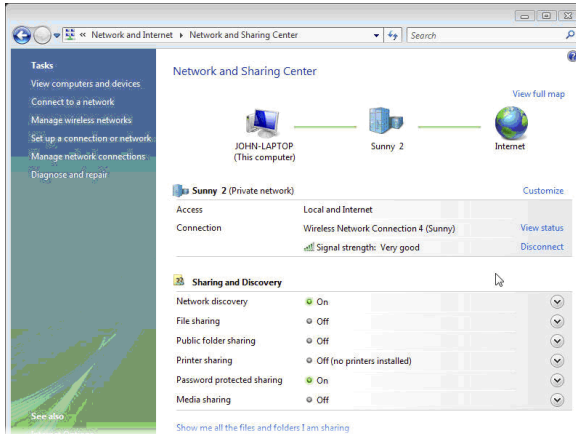 « Network and Internet ▸ Network and Sharing Center
Search
Tasks
View computers and devices
Connect to a network
Manage wireless networks
Set up a connection or network
Manage network connections
Diagnose and repair
See also
Network and Sharing Center
View full map
JOHN-LAPTOP
(This computer)
Sunny 2
Internet
Sunny 2 (Private network)
Customize
Access Local and Internet
Connection Wireless Network Connection 4 (Sunny) View status
Signal strength: Very good Disconnect
Sharing and Discovery
Network discovery On
File sharing Off
Public folder sharing Off
Printer sharing Off (no printers installed)
Password protected sharing On
Media sharing Off
Show me all the files and folders I am sharing